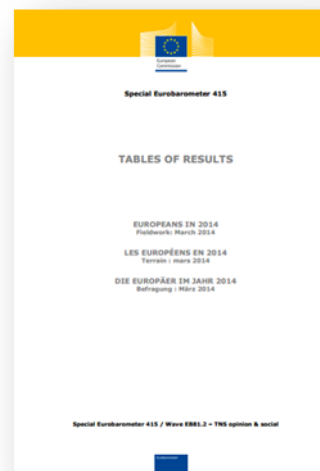 European
Commission
Special Eurobarometer 415
TABLES OF RESULTS
EUROPEANS IN 2014
Fieldwork: March 2014
LES EUROPÉENS EN 2014
Terrain : mars 2014
DIE EUROPÄER IM JAHR 2014
Befragung : März 2014
Special Eurobarometer 415 / Wave EB81.2 – TNS opinion & social